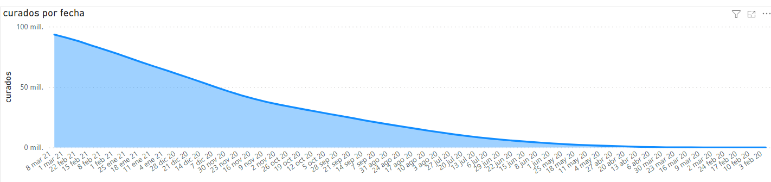 curados por fecha
100 mill.
50 mill.
0 mill.
curados
8 mar 21
1 mar 21
22 feb 21
15 feb 21
8 feb 21
25 ene 21
18 ene 21
11 ene 21
4 ene 21
28 dic 20
21 dic 20
14 dic 20
30 nov 20
23 nov 20
16 nov 20
9 nov 20
2 nov 20
26 oct 20
19 oct 20
12 oct 20
5 oct 20
28 sep 20
21 sep 20
14 sep 20
31 ago 20
24 ago 20
17 ago 20
10 ago 20
3 ago 20
27 jul 20
20 jul 20
13 jul 20
6 jul 20
29 jun 20
22 jun 20
15 jun 20
8 jun 20
1 jun 20
25 may 20
18 may 20
11 may 20
4 may 20
27 abr 20
20 abr 20
13 abr 20
6 abr 20
30 mar 20
23 mar 20
16 mar 20
9 mar 20
2 mar 20
24 feb 20
17 feb 20
10 feb 20
3 feb 20